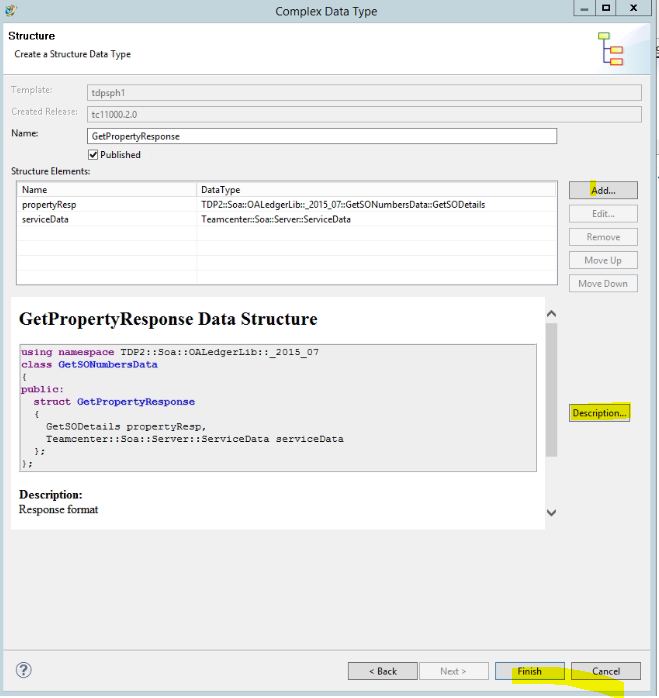 Complex Data Type
Structure
Create a Structure Data Type
Template:
tdpsph1
Created Release:
tc11000.2.0
Name:
GetPropertyResponse
Published
Structure Elements:
Name DataType
propertyResp TDP2::Soa::OALedgerLib::_2015_07::GetSONumbersData::GetSODetails
serviceData Teamcenter::Soa::Server::ServiceData
Add...
Edit...
Remove
Move Up
Move Down
GetPropertyResponse Data Structure
using namespace TDP2::Soa::OALedgerLib::_2015_07
class GetSONumbersData
{
public:
struct GetPropertyResponse
{
GetSODetails propertyResp,
Teamcenter::Soa::Server::ServiceData serviceData
};
};
Description...
Description:
Response format
?
< Back
Next >
Finish
Cancel